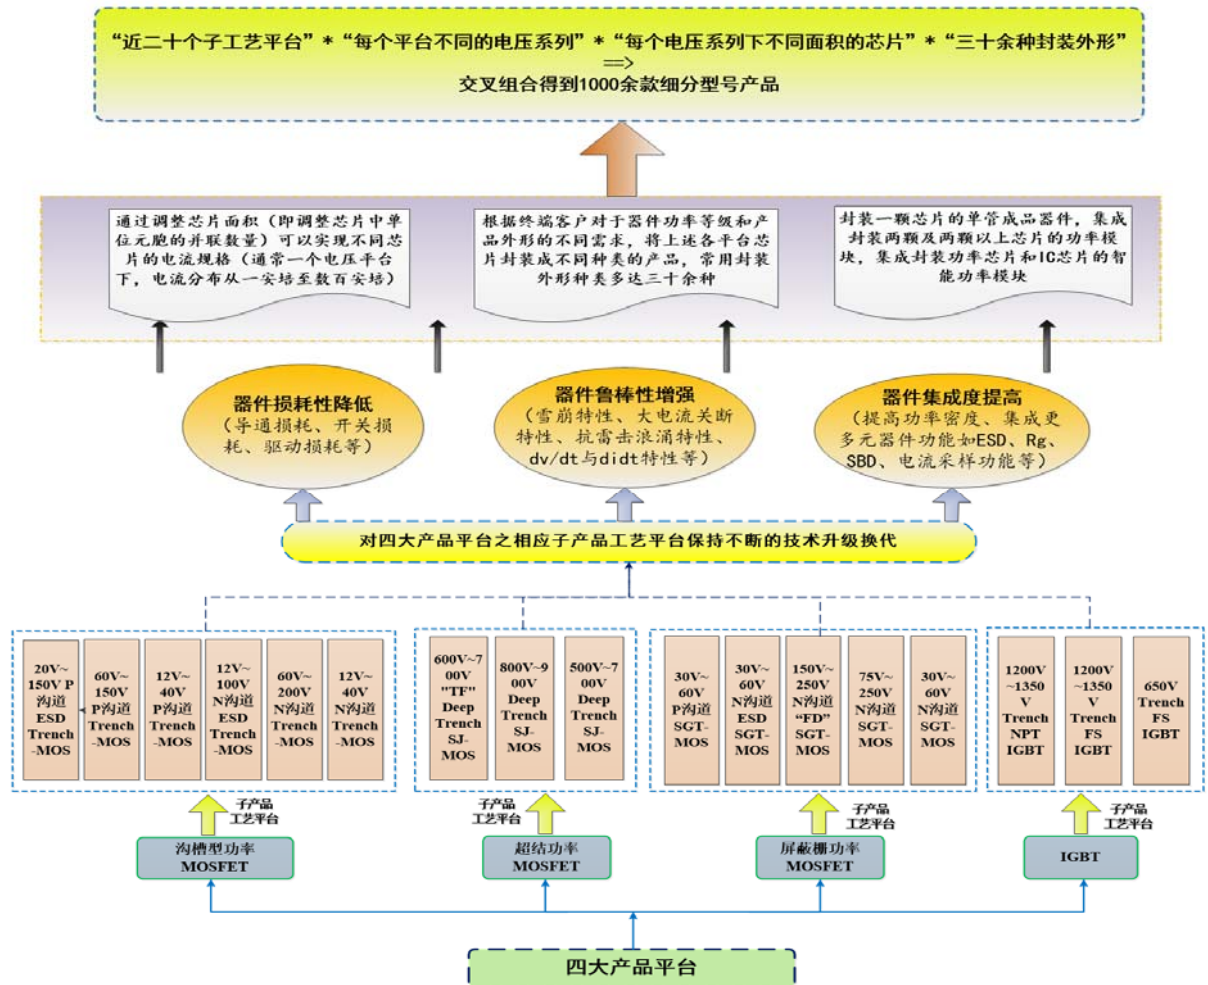 “近二十个子工艺平台” * “每个平台不同的电压系列” * “每个电压系列下不同面积的芯片” * “三十余种封装外形”
==>
交叉组合得到1000余款细分型号产品
通过调整芯片面积（即调整芯片中单
位元胞的并联数量）可以实现不同芯
片的电流规格（通常一个电压平台
下，电流分布从一安培至数百安培）
根据终端客户对于器件功率等级和产
品外形的不同需求，将上述各平台芯
片封装成不同种类的产品，常用封装
外形种类多达三十余种
封装一颗芯片的单管成品器件，集成
封装两颗及两颗以上芯片的功率模
块，集成封装功率芯片和IC芯片的智
能功率模块
器件损耗性降低
（导通损耗、开关损
耗、驱动损耗等）
器件鲁棒性增强
（雪崩特性、大电流关断
特性、抗雷击浪涌特性、
dv/dt与didt特性等）
器件集成度提高
（提高功率密度、集成更
多元器件功能如ESD、Rg、
SBD、电流采样功能等）
对四大产品平台之相应子产品工艺平台保持不断的技术升级换代
20V~
150V P
沟道
ESD
Trench
-MOS
60V~
150V
P沟道
Trench
-MOS
12V~
40V
P沟道
Trench
-MOS
12V~
100V
N沟道
ESD
Trench
-MOS
60V~
200V
N沟道
Trench
-MOS
12V~
40V
N沟道
Trench
-MOS
600V~7
00V
"TF"
Deep
Trench
SJ-
MOS
800V~9
00V
Deep
Trench
SJ-
MOS
500V~7
00V
Deep
Trench
SJ-
MOS
30V~
60V
P沟道
SGT-
MOS
30V~
60V
N沟道
ESD
SGT-
MOS
150V~
250V
N沟道
“FD”
SGT-
MOS
75V~
250V
N沟道
SGT-
MOS
30V~
60V
N沟道
SGT-
MOS
1200V
~1350
V
Trench
NPT
IGBT
1200V
~1350
V
Trench
FS
IGBT
650V
Trench
FS
IGBT
子产品
工艺平台
子产品
工艺平台
子产品
工艺平台
子产品
工艺平台
沟槽型功率
MOSFET
超结功率
MOSFET
屏蔽栅功率
MOSFET
IGBT
四大产品平台